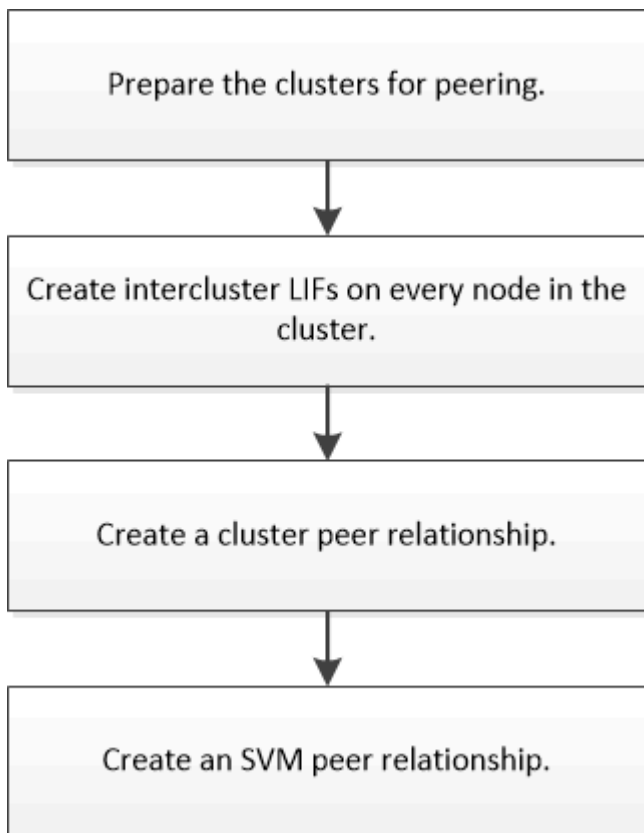 Prepare the clusters for peering.
Create intercluster LIFs on every node in the
cluster.
Create a cluster peer relationship.
Create an SVM peer relationship.